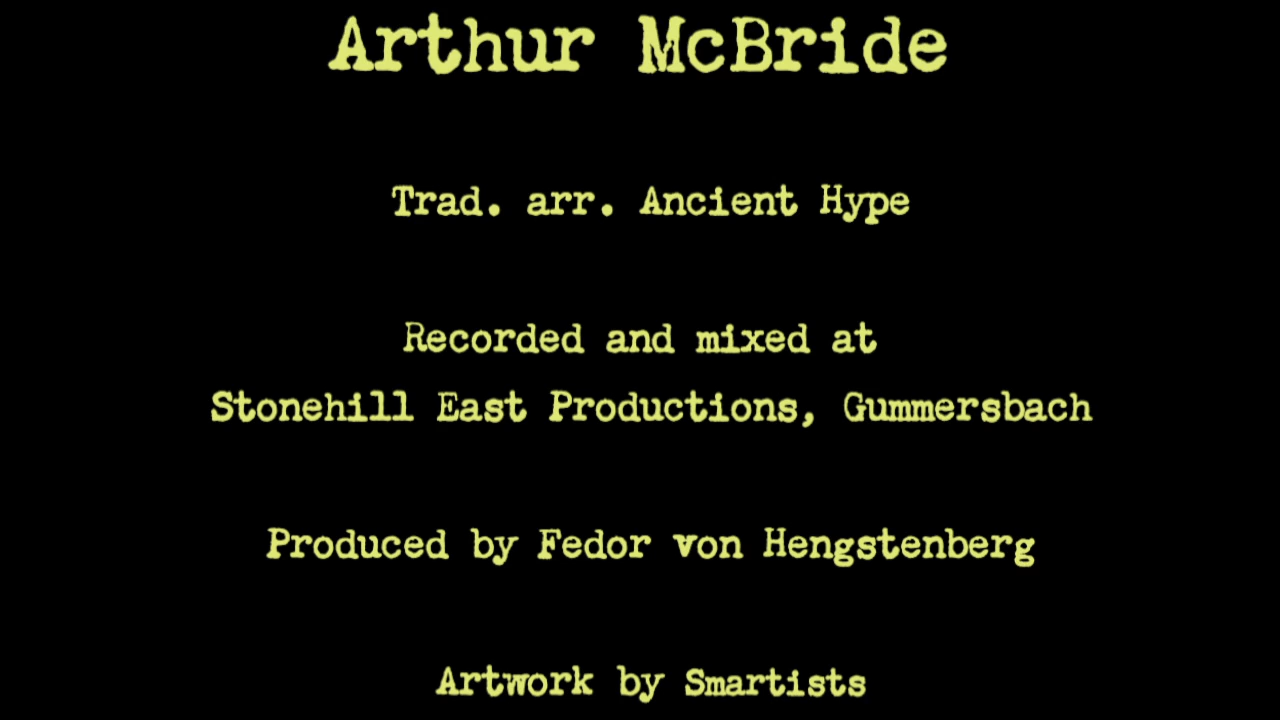 Arthur McBride
Trad. arr. Ancient Hype
Recorded and mixed at
Stonehill East Productions, Gummersbach
Produced by Fedor von Hengstenberg
Artwork by Smartists